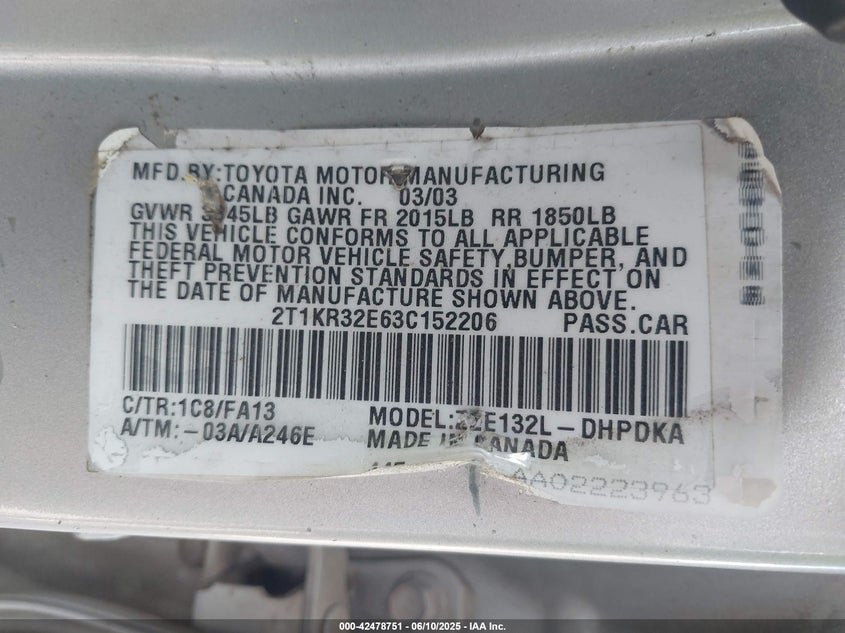 MFD.BY:TOYOTA MOTOR MANUFACTURING
CANADA INC. 03/03
GVWR LB GAWR FR 2015LB RR 1850LB
THIS VEHICLE CONFORMS TO ALL APPLICABLE
FEDERAL MOTOR VEHICLE SAFETY,BUMPER, AND
THEFT PREVENTION STANDARDS IN EFFECT ON
THE DATE OF MANUFACTURE SHOWN ABOVE.
2T1KR32E63C152206 PASS.CAR
C/TR:1C8/FA13
A/TM:-03A/A246E
MODEL: E132L-DHPDKA
MADE IN CANADA
AA02223963
000-42478751 | 06/10/2025 | IAA Inc.